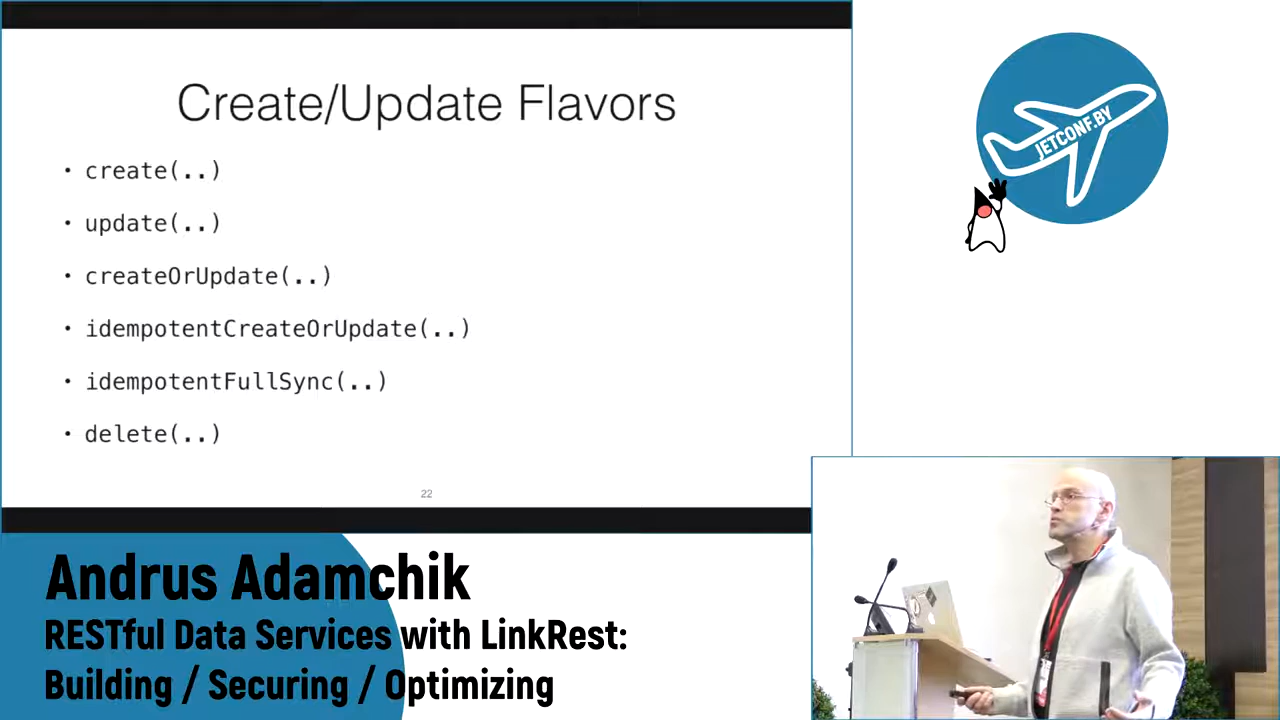 Create/Update Flavors
• create(..)
• update(..)
• createOrUpdate(..)
• idempotentCreateOrUpdate(..)
• idempotentFullSync(..)
• delete(..)
22
JETCONF.BY
Andrus Adamchik
RESTful Data Services with LinkRest:
Building / Securing / Optimizing